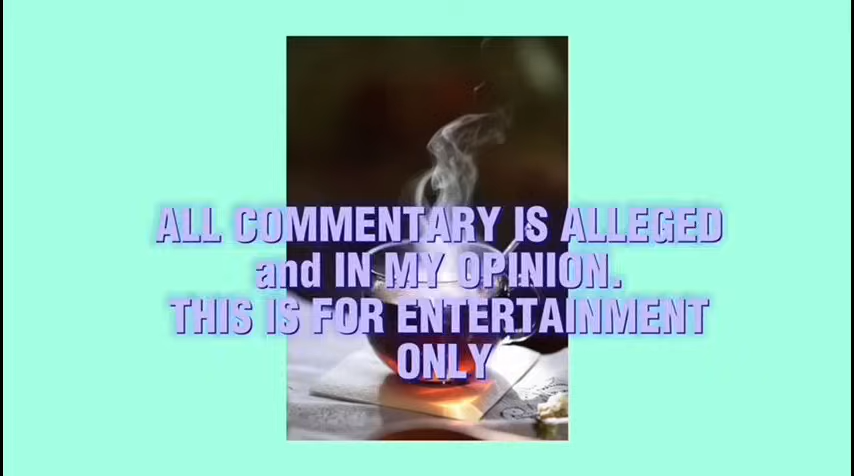 ALL COMMENTARY IS ALLEGED
and IN MY OPINION.
THIS IS FOR ENTERTAINMENT
ONLY